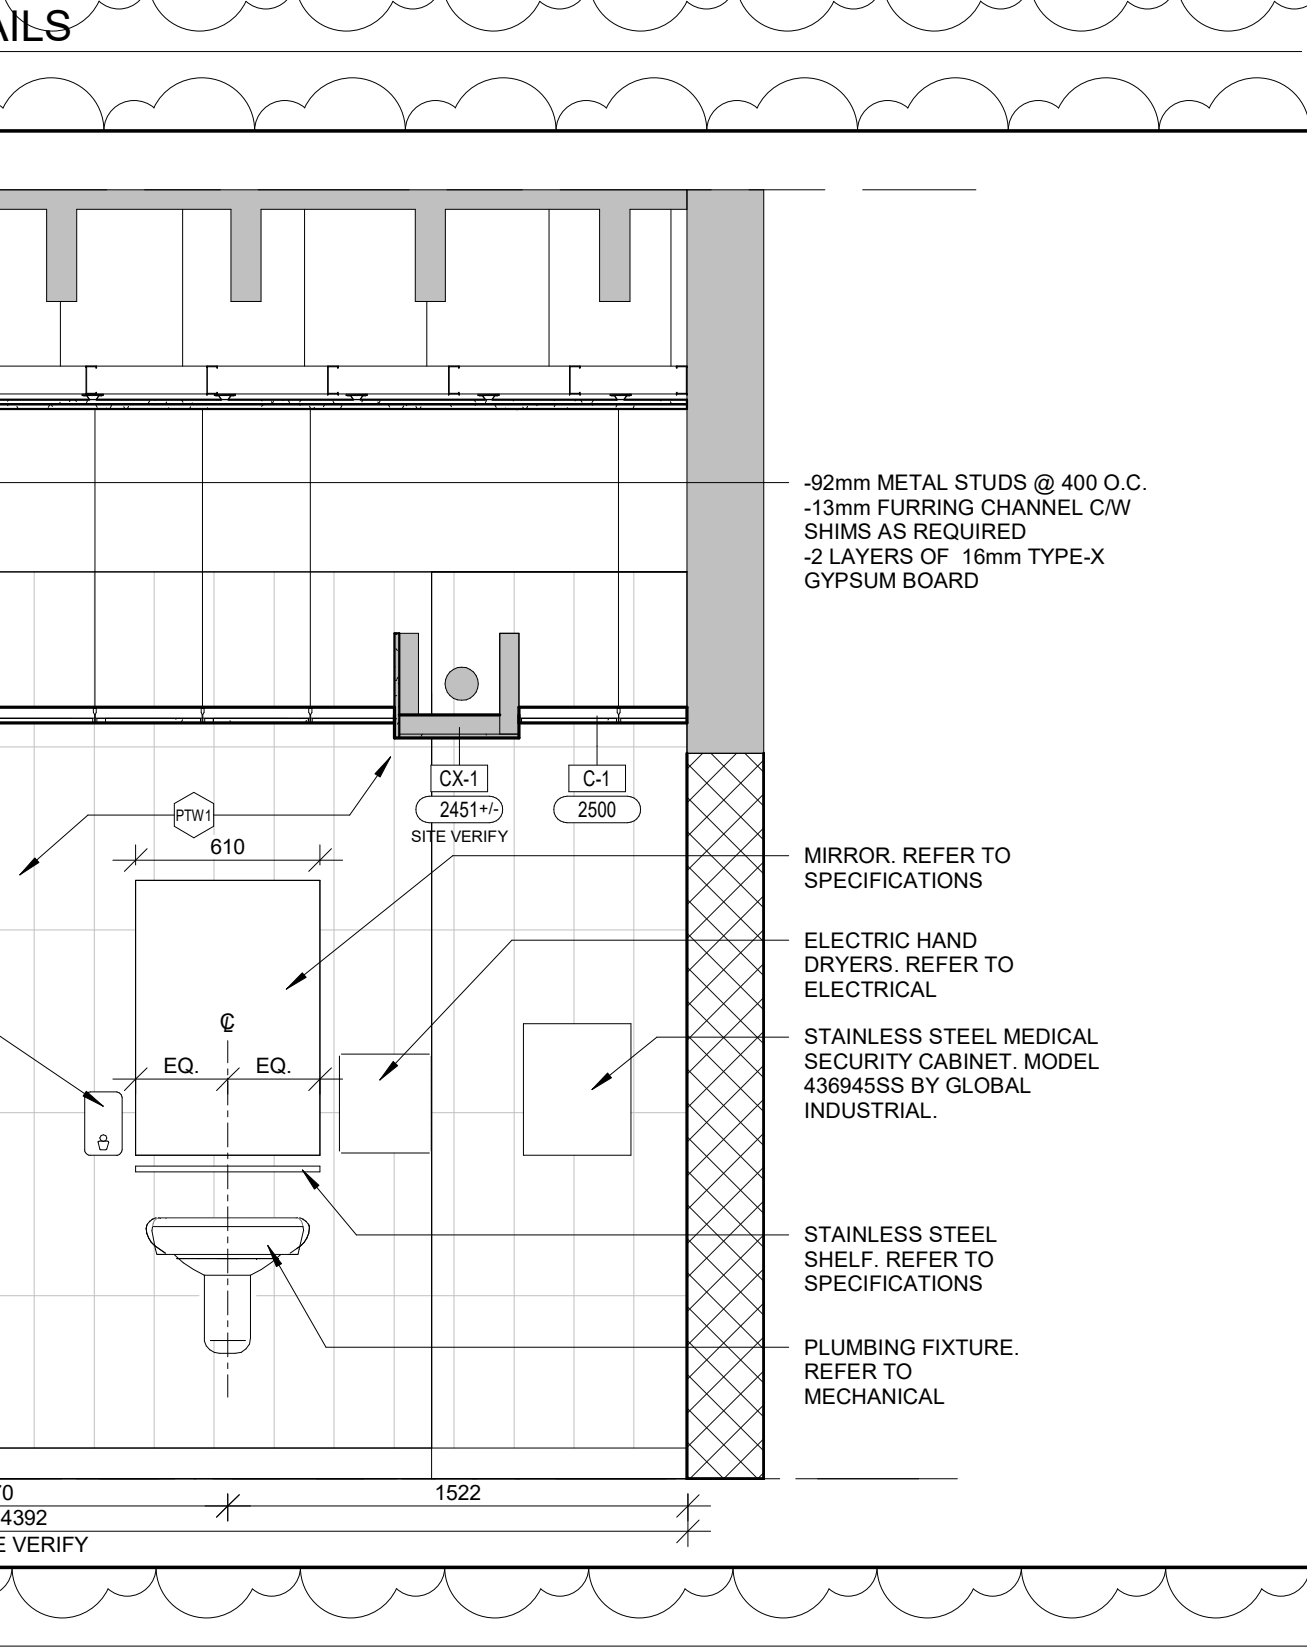 AILS
-92mm METAL STUDS @ 400 O.C.
-13mm FURRING CHANNEL C/W
SHIMS AS REQUIRED
-2 LAYERS OF 16mm TYPE-X
GYPSUM BOARD
CX-1
C-1
2451+/-
2500
SITE VERIFY
PTW1
610
MIRROR. REFER TO
SPECIFICATIONS
ELECTRIC HAND
DRYERS. REFER TO
ELECTRICAL
℄
EQ.
EQ.
STAINLESS STEEL MEDICAL
SECURITY CABINET. MODEL
436945SS BY GLOBAL
INDUSTRIAL.
STAINLESS STEEL
SHELF. REFER TO
SPECIFICATIONS
PLUMBING FIXTURE.
REFER TO
MECHANICAL
70
1522
4392
E VERIFY